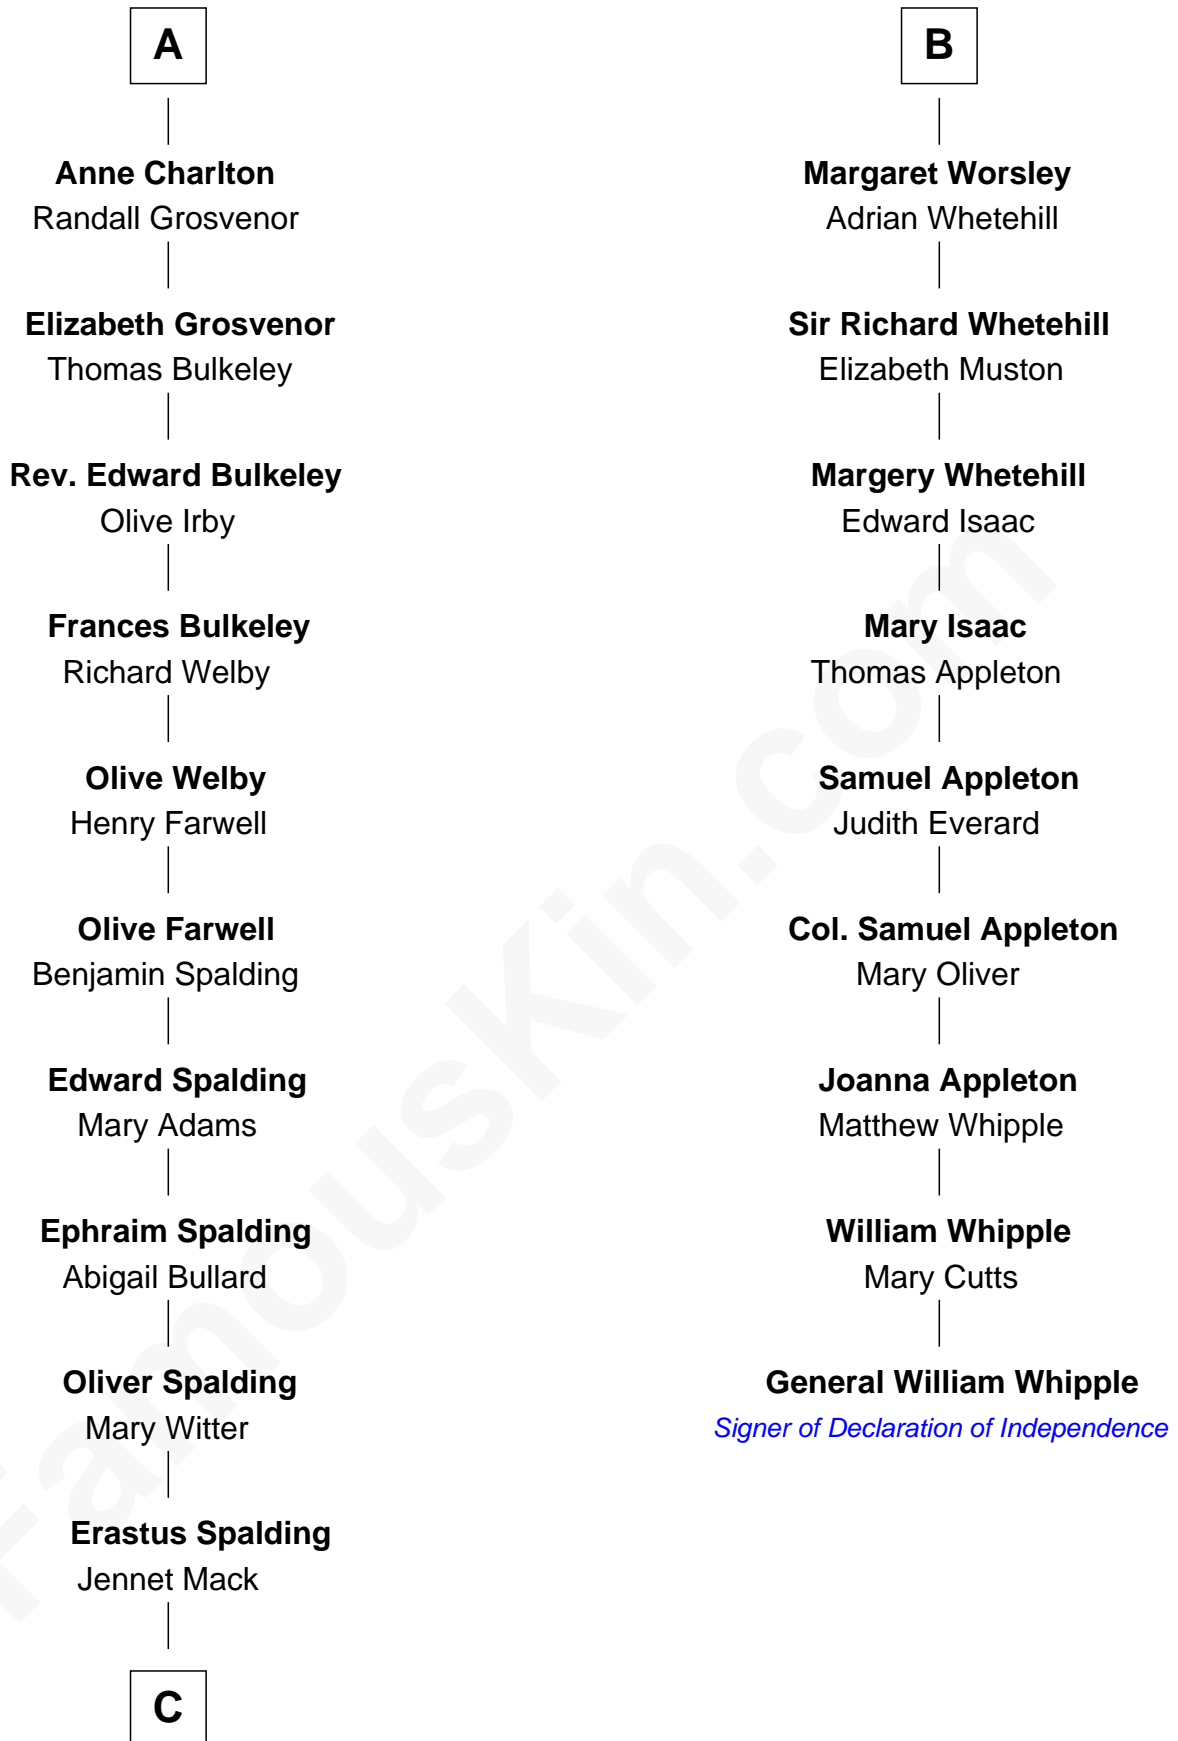 A
Anne Charlton
Randall Grosvenor
Elizabeth Grosvenor
Thomas Bulkeley
Rev. Edward Bulkeley
Olive Irby
Frances Bulkeley
Richard Welby
Olive Welby
Henry Farwell
Olive Farwell
Benjamin Spalding
Edward Spalding
Mary Adams
Ephraim Spalding
Abigail Bullard
Oliver Spalding
Mary Witter
Erastus Spalding
Jennet Mack
C
B
Margaret Worsley
Adrian Whetehill
Sir Richard Whetehill
Elizabeth Muston
Margery Whetehill
Edward Isaac
Mary Isaac
Thomas Appleton
Samuel Appleton
Judith Everard
Col. Samuel Appleton
Mary Oliver
Joanna Appleton
Matthew Whipple
William Whipple
Mary Cutts
General William Whipple
Signer of Declaration of Independence
FamousKin.com